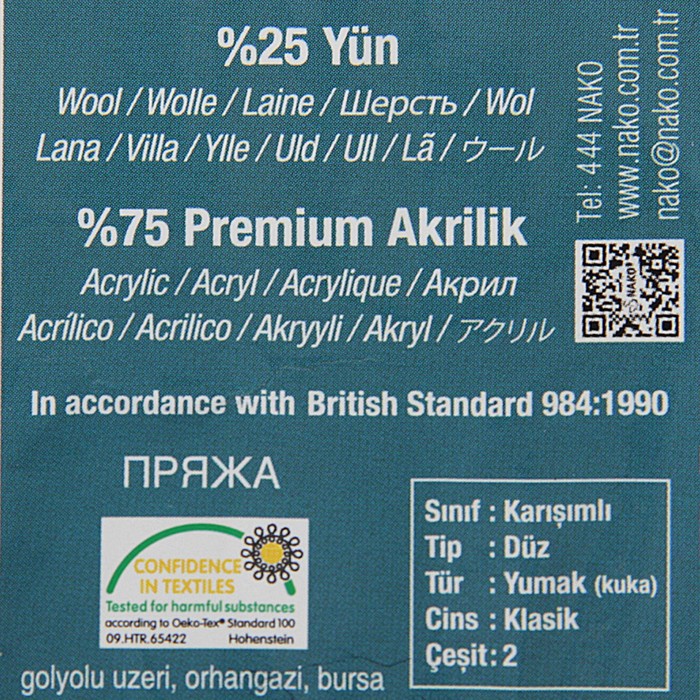 %25 Yün
Wool / Wolle / Laine / Шерсть / Wol
Lana / Villa / Ylle / Uld / Ull / Lã / ウール
%75 Premium Akrilik
Acrylic / Acryl / Acrylique / Акрил
Acrílico / Acrilico / Akryyli / Akryl / アクリル
Tel: 444 NAKO
www.nako.com.tr
nako@nako.com.tr
NAKO
In accordance with British Standard 984:1990
ПРЯЖА
CONFIDENCE
IN TEXTILES
Tested for harmful substances
according to Oeko-Tex® Standard 100
09.HTR.65422 Hohenstein
Sınıf : Karışımlı
Tip : Düz
Tür : Yumak (kuka)
Cins : Klasik
Çeşit: 2
golyolu uzeri, orhangazi, bursa